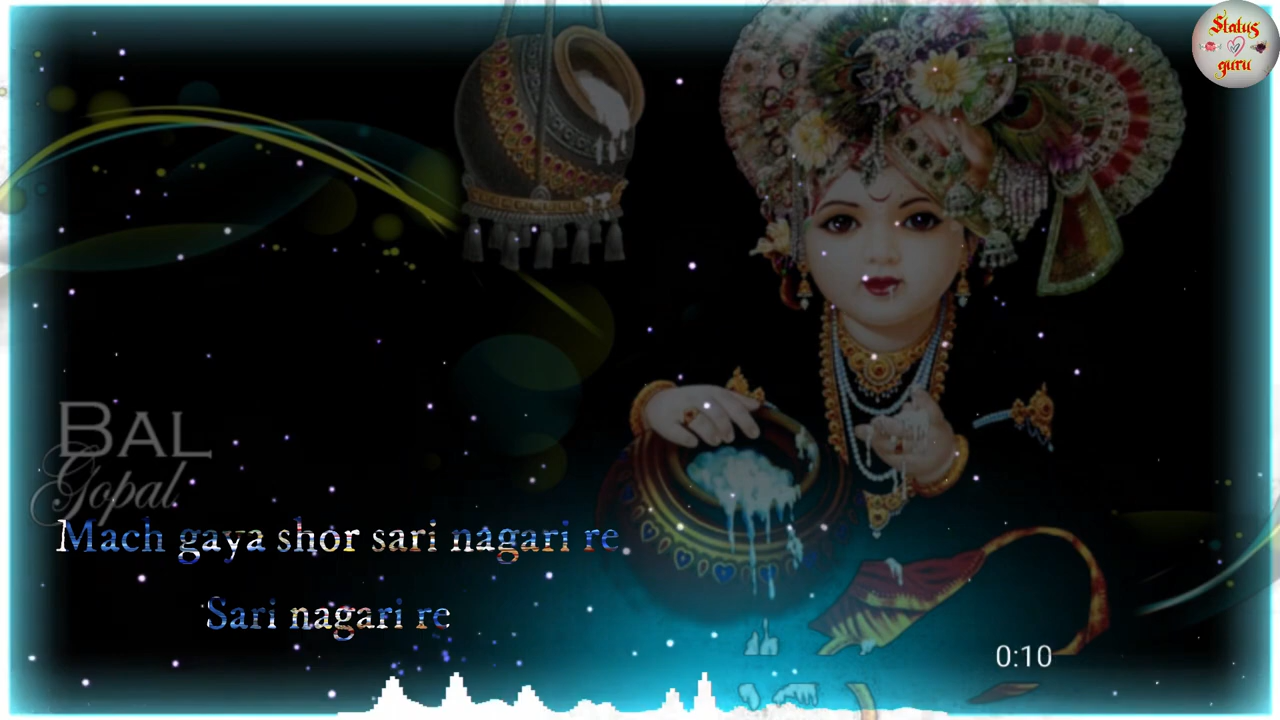 Status
guru
BAL
Gopal
Mach gaya shor sari nagari re
Sari nagari re
0:10